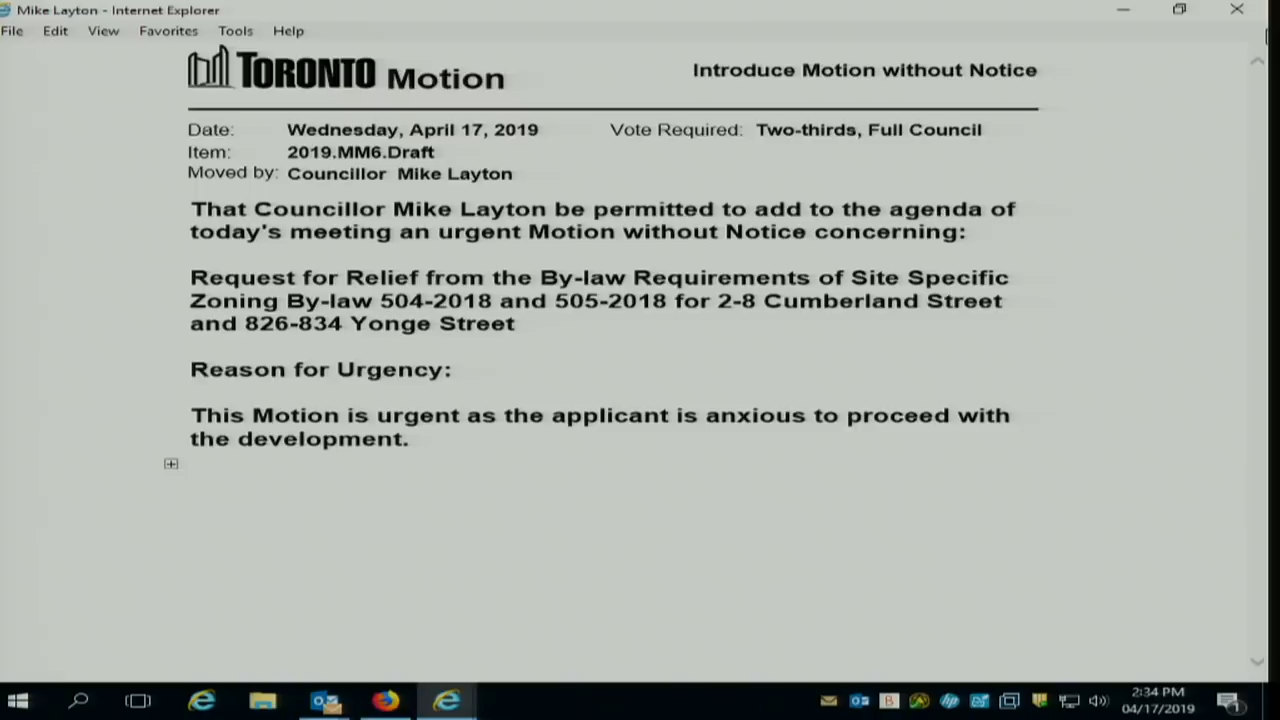 Mike Layton - Internet Explorer
File Edit View Favorites Tools Help
TORONTO Motion
Introduce Motion without Notice
Date: Wednesday, April 17, 2019
Vote Required: Two-thirds, Full Council
Item: 2019.MM6.Draft
Moved by: Councillor Mike Layton
That Councillor Mike Layton be permitted to add to the agenda of
today's meeting an urgent Motion without Notice concerning:
Request for Relief from the By-law Requirements of Site Specific
Zoning By-law 504-2018 and 505-2018 for 2-8 Cumberland Street
and 826-834 Yonge Street
Reason for Urgency:
This Motion is urgent as the applicant is anxious to proceed with
the development.
2:34 PM
04/17/2019